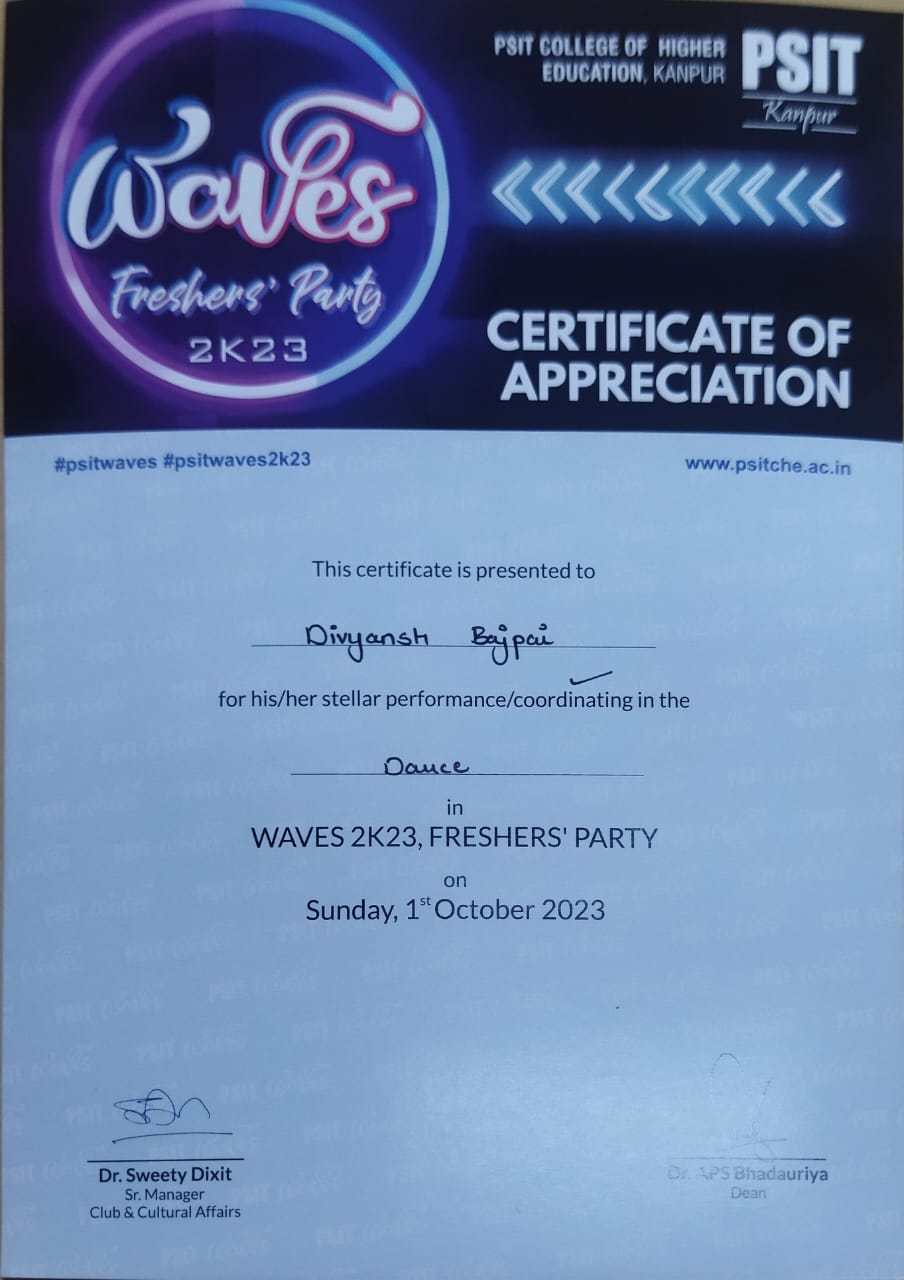 PSIT COLLEGE OF HIGHER
EDUCATION, KANPUR
PSIT
Kanpur
Waves
Freshers' Party
2K23
CERTIFICATE OF
APPRECIATION
#psitwaves #psitwaves2k23
www.psitche.ac.in
This certificate is presented to
Divyansh Bajpai
for his/her stellar performance/coordinating in the
Dance
in
WAVES 2K23, FRESHERS' PARTY
on
Sunday, 1st October 2023
Dr. Sweety Dixit
Sr. Manager
Club & Cultural Affairs
Dr. APS Bhadauriya
Dean